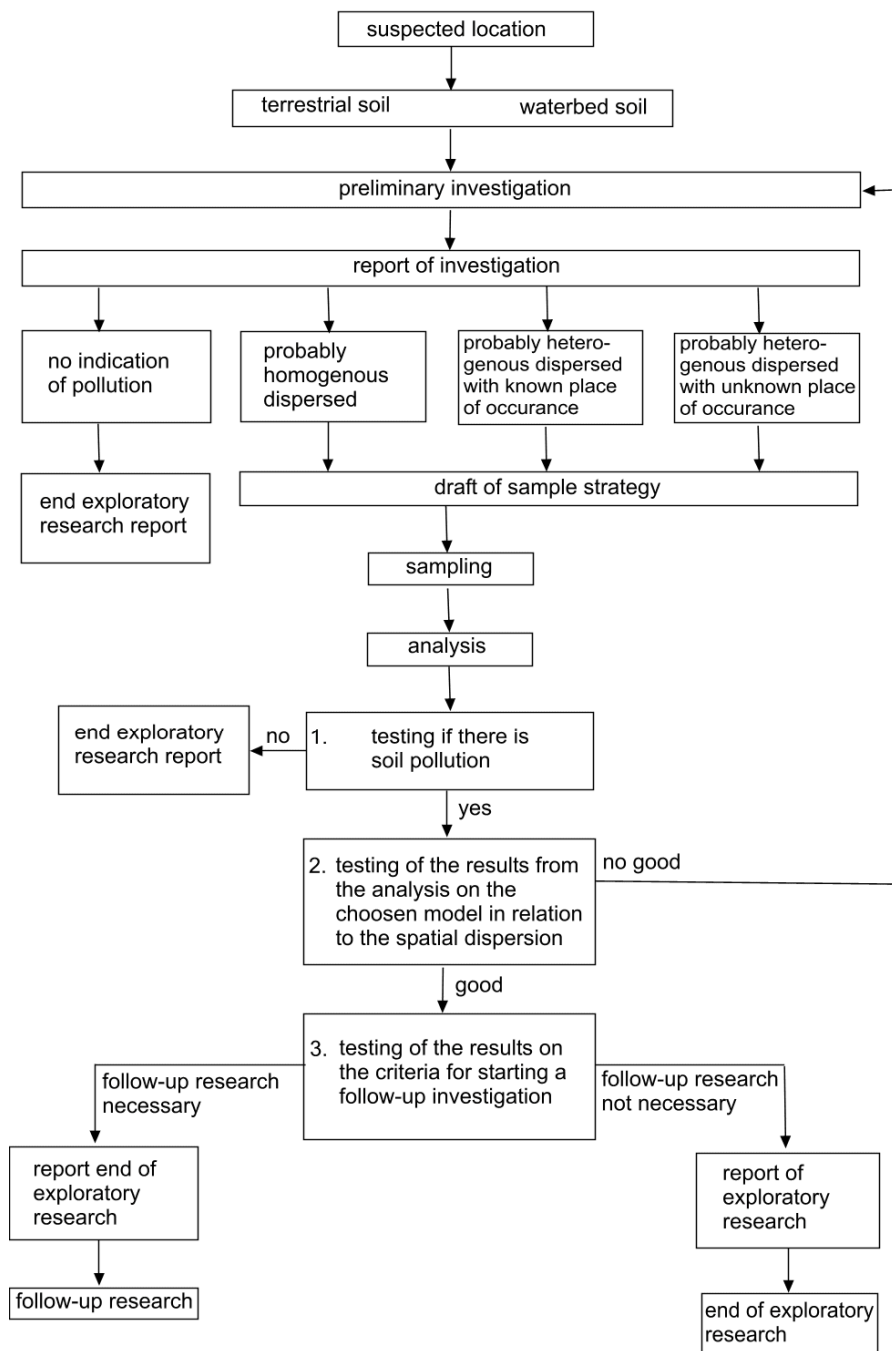 suspected location
terrestrial soil waterbed soil
preliminary investigation
report of investigation
no indication
of pollution
probably
homogenous
dispersed
probably hetero-
genous dispersed
with known place
of occurance
probably hetero-
genous dispersed
with unknown place
of occurance
end exploratory
research report
draft of sample strategy
sampling
analysis
end exploratory
research report
no
1. testing if there is
soil pollution
yes
2. testing of the results from
the analysis on the
choosen model in relation
to the spatial dispersion
no good
good
3. testing of the results on
the criteria for starting a
follow-up investigation
follow-up research
necessary
follow-up research
not necessary
report end of
exploratory
research
report of
exploratory
research
follow-up research
end of exploratory
research